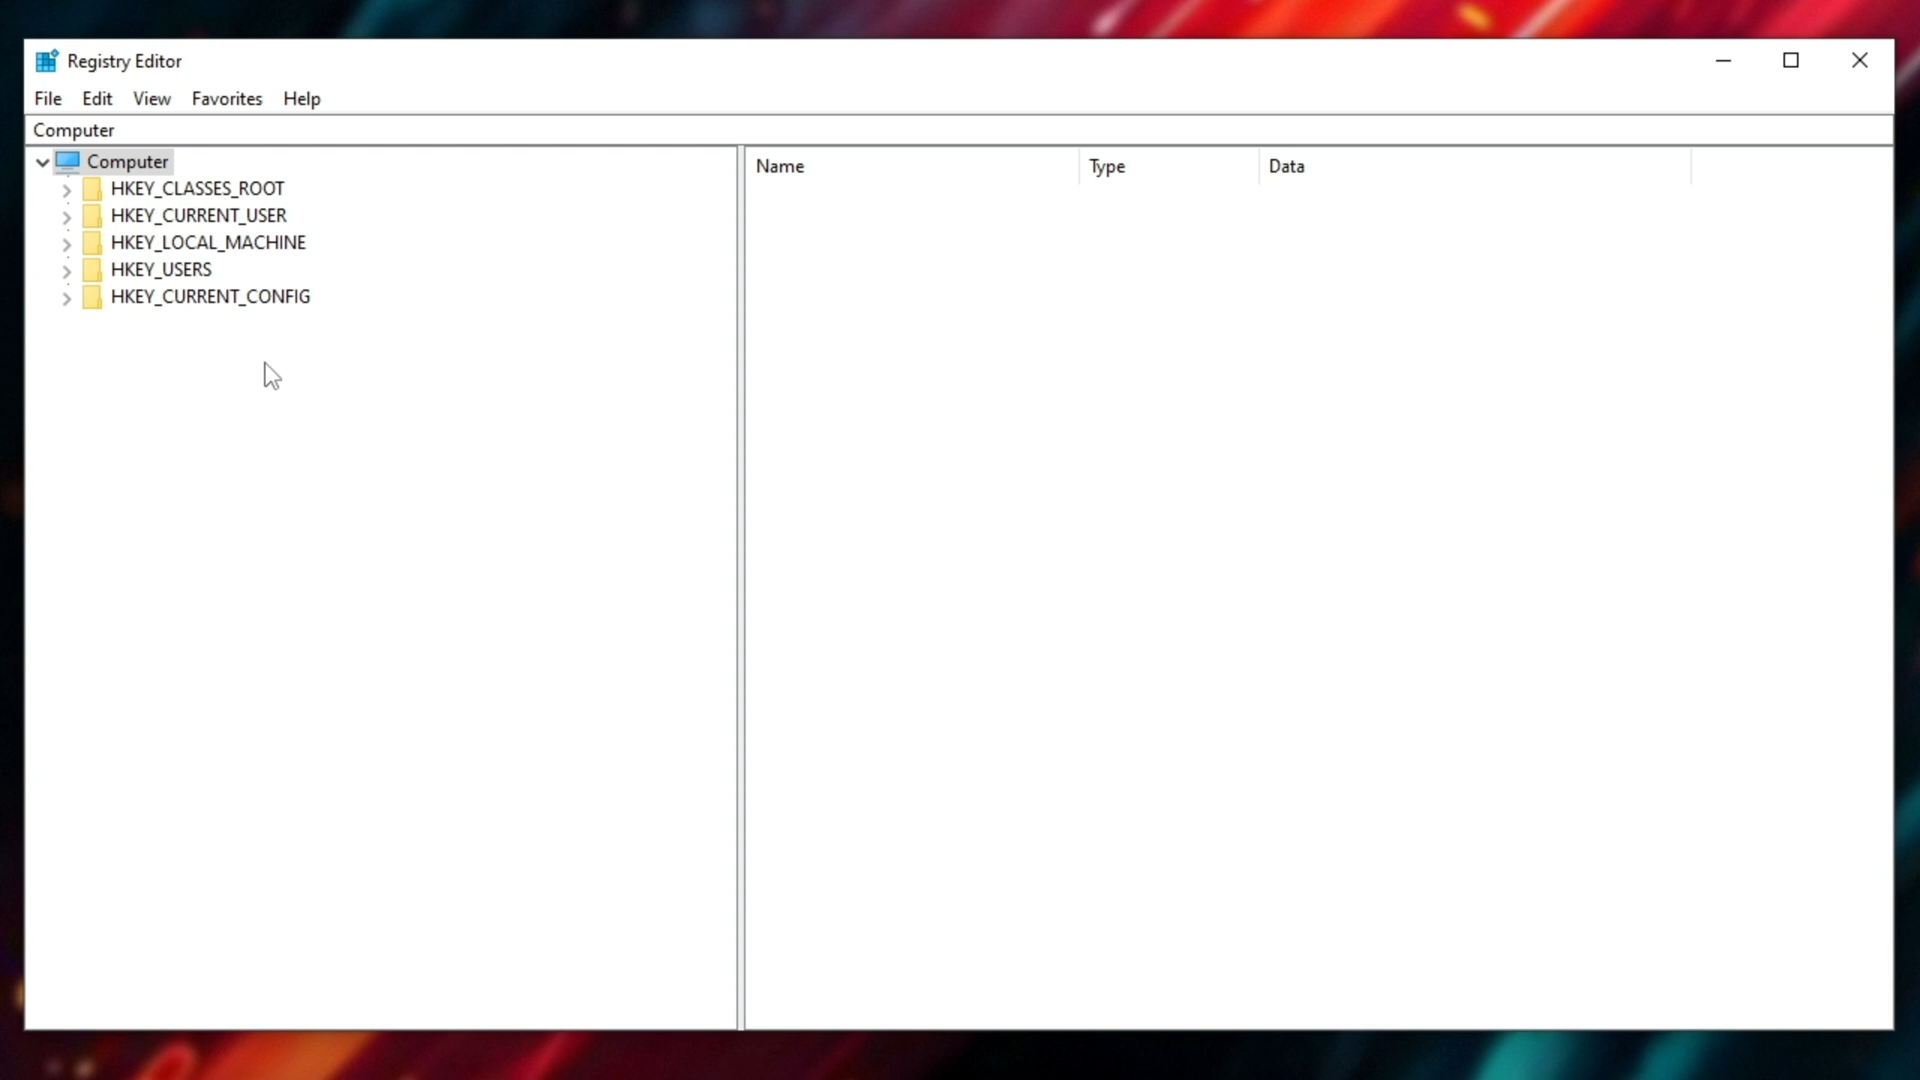 Registry Editor
File Edit View Favorites Help
Computer
Computer
HKEY_CLASSES_ROOT
HKEY_CURRENT_USER
HKEY_LOCAL_MACHINE
HKEY_USERS
HKEY_CURRENT_CONFIG
Name Type Data